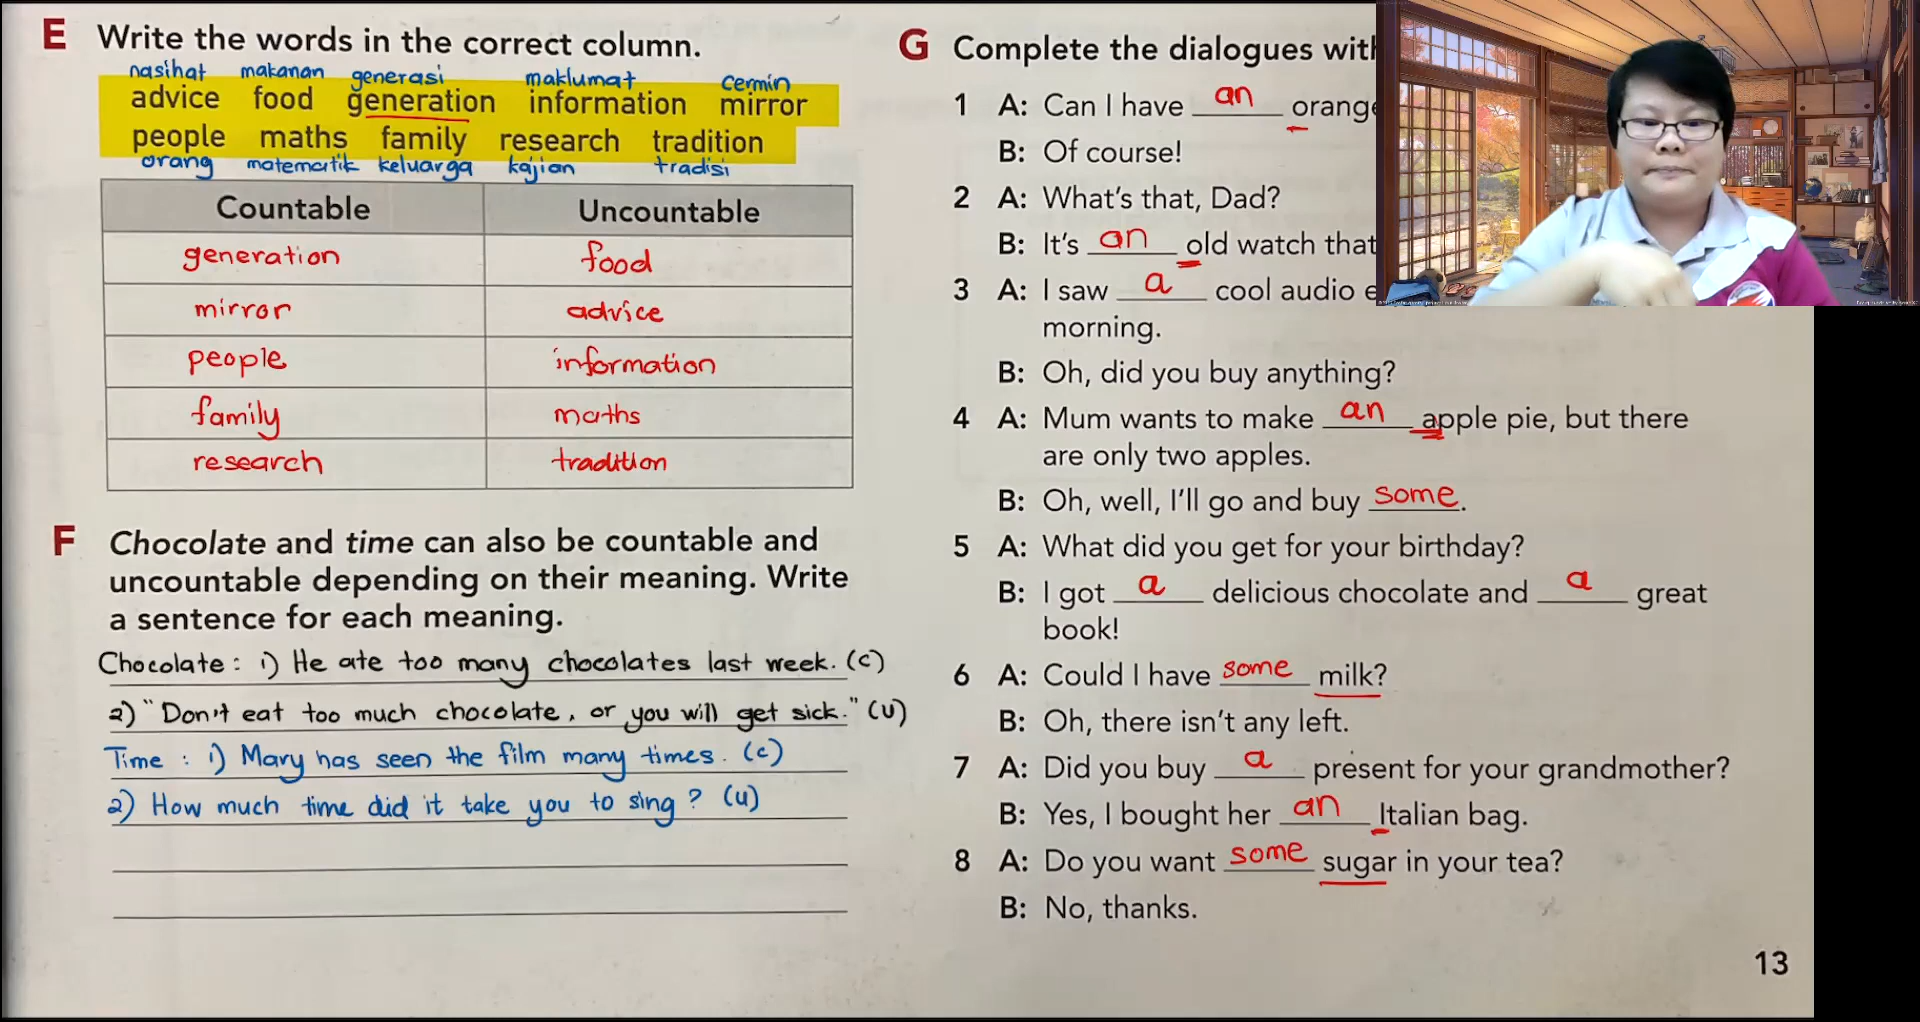 E Write the words in the correct column.
nasihat makanan generasi maklumat cermin
advice food generation information mirror
people maths family research tradition
orang matematik keluarga kajian tradisi
Countable Uncountable
generation food
mirror advice
people information
family maths
research tradition
F Chocolate and time can also be countable and
uncountable depending on their meaning. Write
a sentence for each meaning.
Chocolate : 1) He ate too many chocolates last week. (c)
2) "Don't eat too much chocolate, or you will get sick." (U)
Time : 1) Mary has seen the film many times. (c)
2) How much time did it take you to sing? (U)
G Complete the dialogues with
1 A: Can I have an orange
B: Of course!
2 A: What's that, Dad?
B: It's an old watch that
3 A: I saw a cool audio
morning.
B: Oh, did you buy anything?
4 A: Mum wants to make an apple pie, but there
are only two apples.
B: Oh, well, I'll go and buy some.
5 A: What did you get for your birthday?
B: I got a delicious chocolate and a great
book!
6 A: Could I have some milk?
B: Oh, there isn't any left.
7 A: Did you buy a present for your grandmother?
B: Yes, I bought her an Italian bag.
8 A: Do you want some sugar in your tea?
B: No, thanks.
13